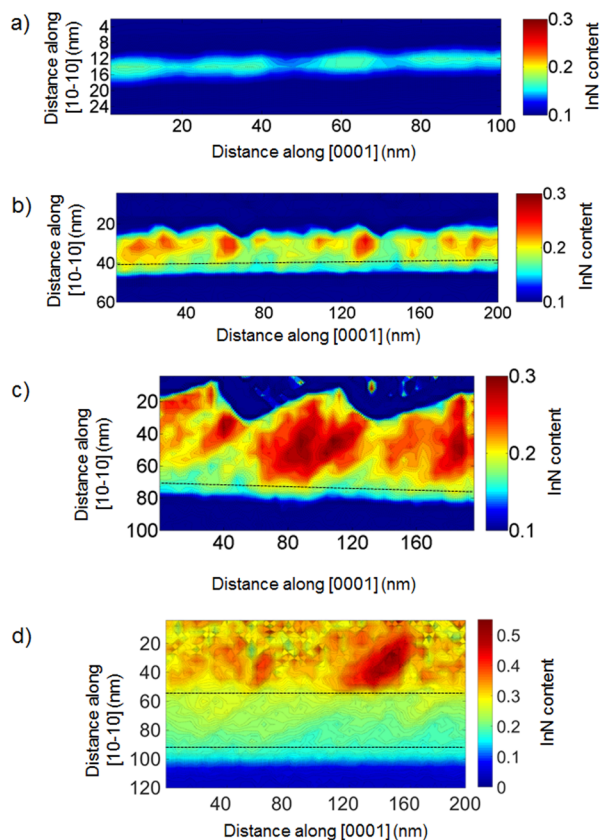 a)
Distance along
[10-10] (nm)
4
8
12
16
20
24
20
40
60
80
100
Distance along [0001] (nm)
0.3
0.2
0.1
InN content
b)
Distance along
[10-10] (nm)
20
40
60
40
80
120
160
200
Distance along [0001] (nm)
0.3
0.2
0.1
InN content
c)
Distance along
[10-10] (nm)
20
40
60
80
100
40
80
120
160
Distance along [0001] (nm)
0.3
0.2
0.1
InN content
d)
Distance along
[10-10] (nm)
20
40
60
80
100
120
40
80
120
160
200
Distance along [0001] (nm)
0.5
0.4
0.3
0.2
0.1
0
InN content